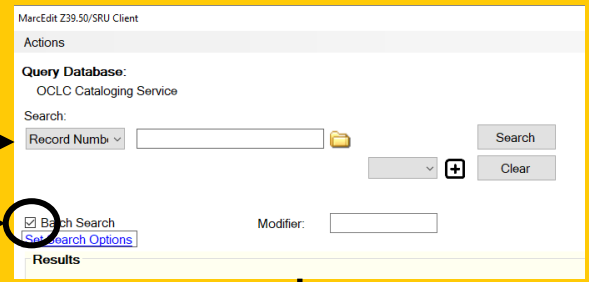 MarcEdit Z39.50/SRU Client
Actions
Query Database:
OCLC Cataloging Service
Search:
Record Numb
Search
Clear
Batch Search
Modifier:
Set Search Options
Results